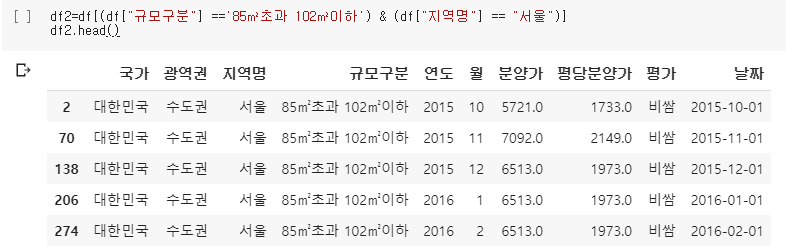 [ ] df2=df[(df["규모구분"] =='85㎡초과 102㎡이하') & (df["지역명"] == "서울")]
df2.head()
국가 광역권 지역명 규모구분 연도 월 분양가 평당분양가 평가 날짜
2 대한민국 수도권 서울 85㎡초과 102㎡이하 2015 10 5721.0 1733.0 비쌈 2015-10-01
70 대한민국 수도권 서울 85㎡초과 102㎡이하 2015 11 7092.0 2149.0 비쌈 2015-11-01
138 대한민국 수도권 서울 85㎡초과 102㎡이하 2015 12 6513.0 1973.0 비쌈 2015-12-01
206 대한민국 수도권 서울 85㎡초과 102㎡이하 2016 1 6513.0 1973.0 비쌈 2016-01-01
274 대한민국 수도권 서울 85㎡초과 102㎡이하 2016 2 6513.0 1973.0 비쌈 2016-02-01